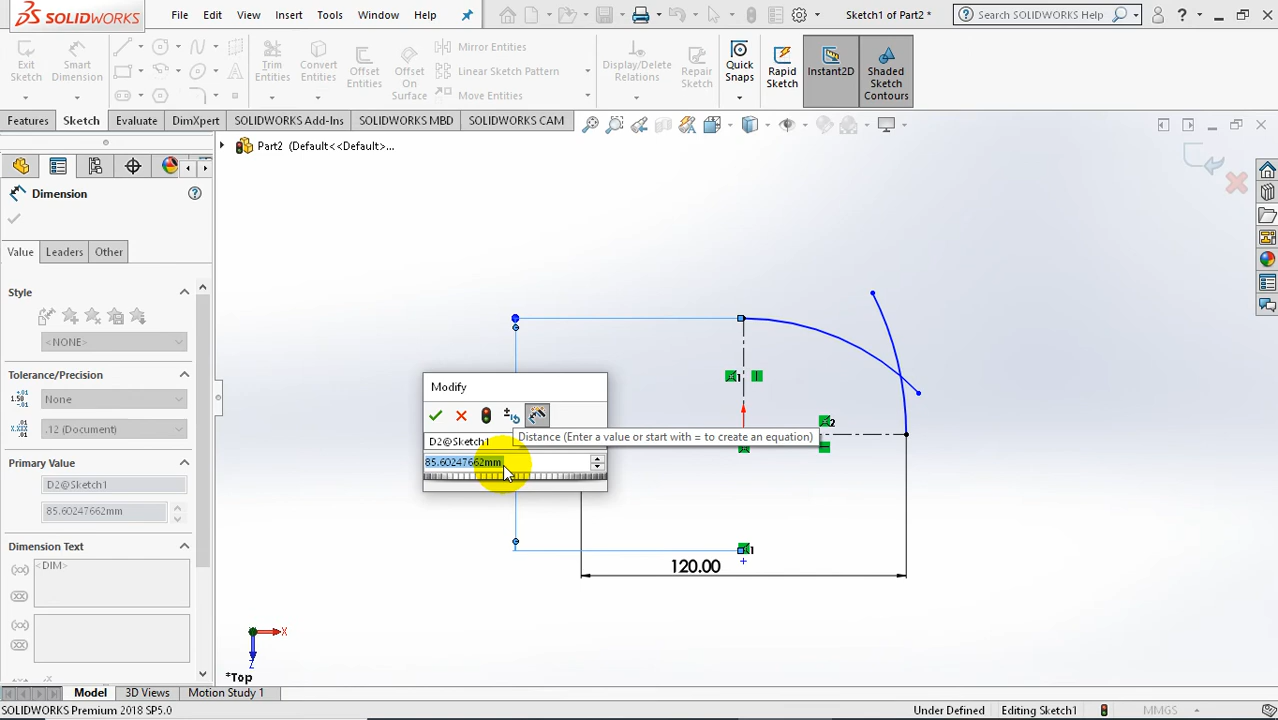 SOLIDWORKS File Edit View Insert Tools Window Help Sketch1 of Part2 * Search SOLIDWORKS Help ?
Exit Sketch Smart Dimension Trim Entities Convert Entities Offset Entities Offset On Surface Mirror Entities Linear Sketch Pattern Move Entities Display/Delete Relations Repair Sketch Quick Snaps Rapid Sketch Instant2D Shaded Sketch Contours
Features Sketch Evaluate DimXpert SOLIDWORKS Add-Ins SOLIDWORKS MBD SOLIDWORKS CAM
Part2 (Default<<Default>...
Dimension
Value Leaders Other
Style
<NONE>
Tolerance/Precision
None
.12 (Document)
Primary Value
D2@Sketch1
85.60247662mm
Dimension Text
<DIM>
Modify
D2@Sketch1
Distance (Enter a value or start with = to create an equation)
85.60247662mm
1
2
1
120.00
X
Z
*Top
Model 3D Views Motion Study 1
SOLIDWORKS Premium 2018 SP5.0 Under Defined Editing Sketch1 MMGS